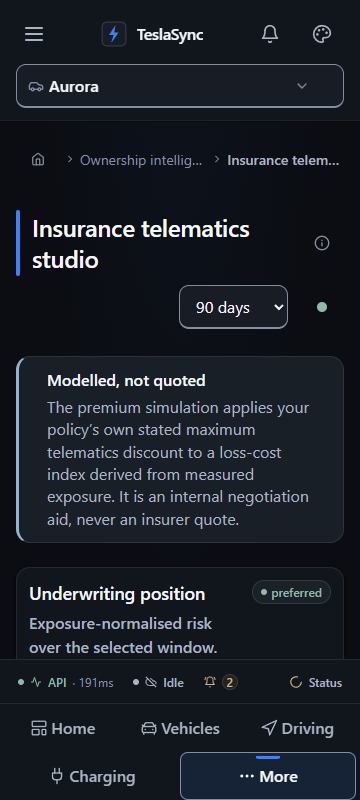 TeslaSync
Aurora
Ownership intellig... Insurance telem...
Insurance telematics
studio
90 days
Modelled, not quoted
The premium simulation applies your
policy's own stated maximum
telematics discount to a loss-cost
index derived from measured
exposure. It is an internal negotiation
aid, never an insurer quote.
Underwriting position
preferred
Exposure-normalised risk
over the selected window.
API · 191ms Idle 2 Status
Home Vehicles Driving
Charging More